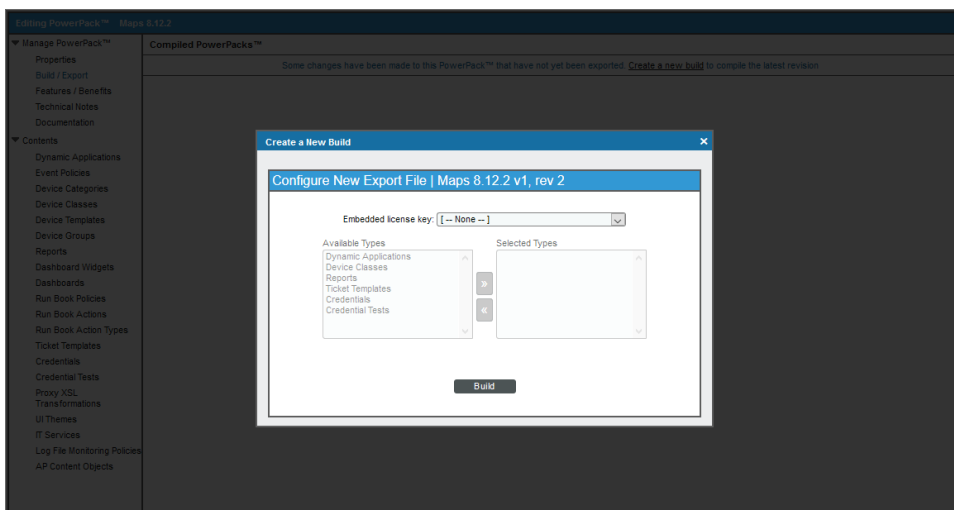 Editing PowerPack™ Maps 8.12.2
Manage PowerPack™
Properties
Build / Export
Features / Benefits
Technical Notes
Documentation
Contents
Dynamic Applications
Event Policies
Device Categories
Device Classes
Device Templates
Device Groups
Reports
Dashboard Widgets
Dashboards
Run Book Policies
Run Book Actions
Run Book Action Types
Ticket Templates
Credentials
Credential Tests
Proxy XSL
Transformations
UI Themes
IT Services
Log File Monitoring Policies
AP Content Objects
Compiled PowerPacks™
Some changes have been made to this PowerPack™ that have not yet been exported. Create a new build to compile the latest revision
Create a New Build
Configure New Export File | Maps 8.12.2 v1, rev 2
Embedded license key: [ -- None -- ]
Available Types
Dynamic Applications
Device Classes
Reports
Ticket Templates
Credentials
Credential Tests
»
«
Selected Types
Build